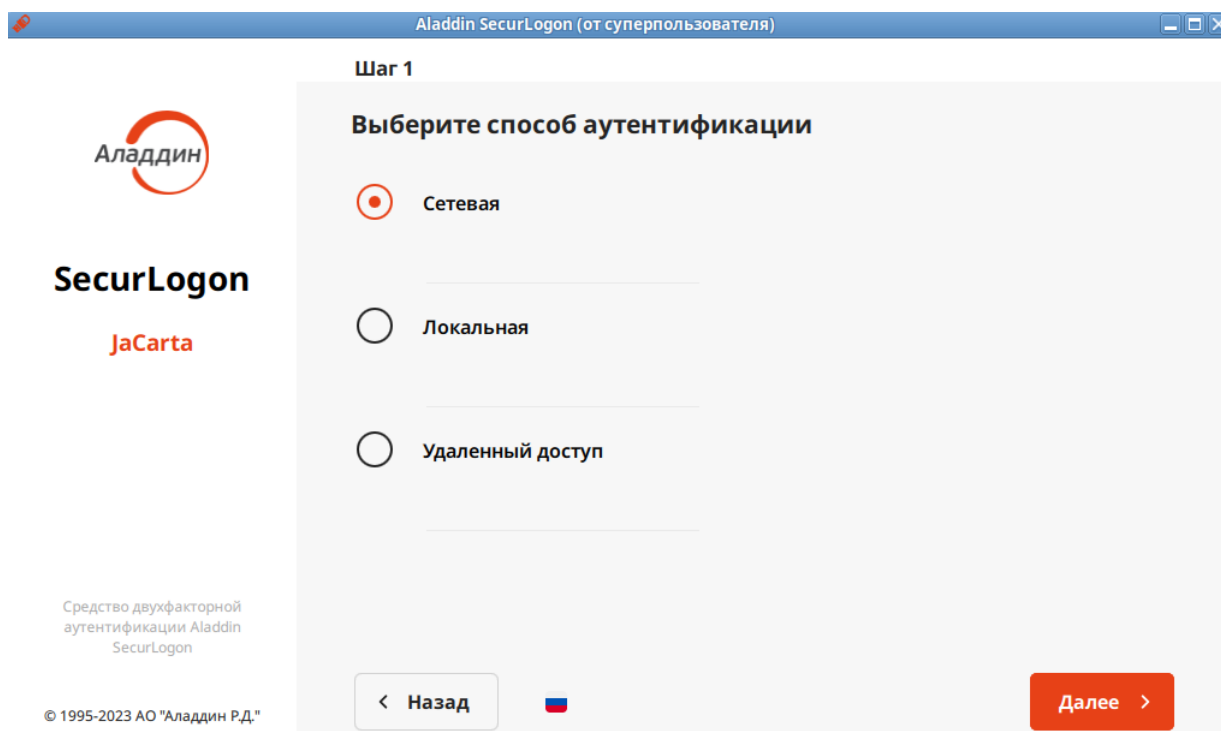 Aladdin SecurLogon (от суперпользователя)
Шаг 1
Аладдин
SecurLogon
JaCarta
Выберите способ аутентификации
Сетевая
Локальная
Удаленный доступ
Средство двухфакторной
аутентификации Aladdin
SecurLogon
© 1995-2023 АО "Аладдин Р.Д."
Назад
Далее